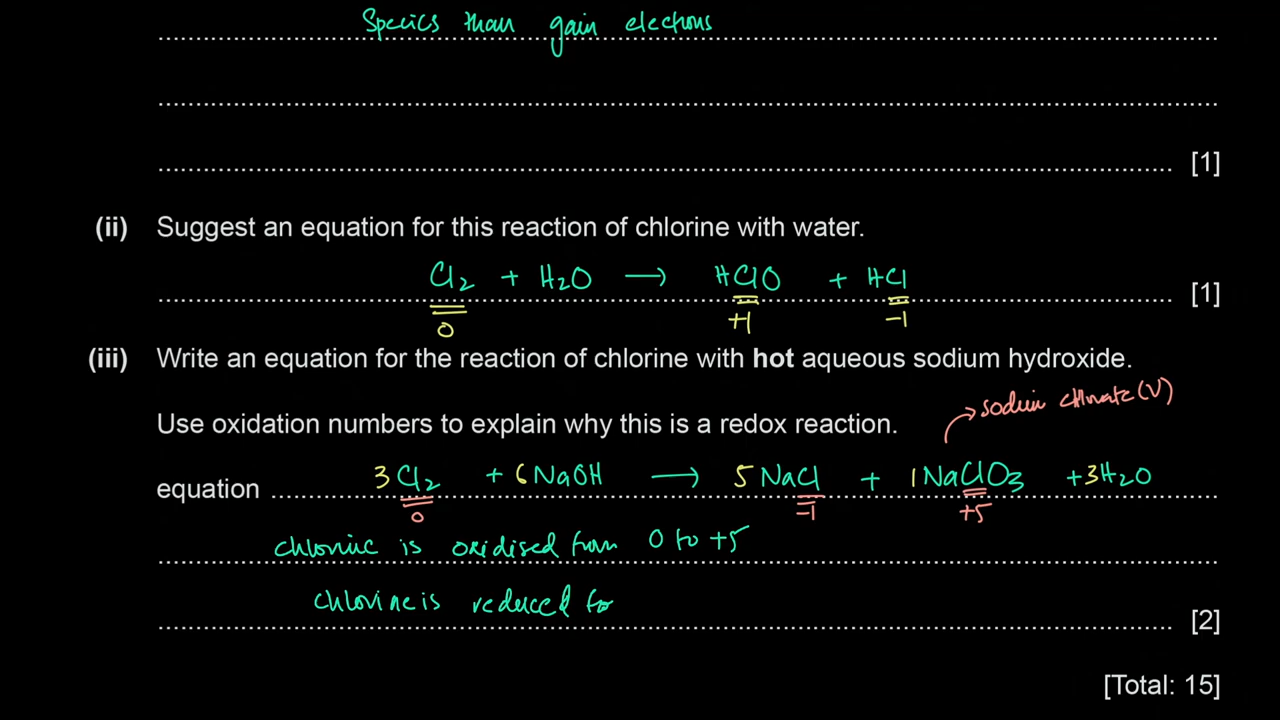 Species than gain electrons
[1]
(ii) Suggest an equation for this reaction of chlorine with water.
Cl₂ + H₂O → HClO + HCl
[1]
0 +1 -1
(iii) Write an equation for the reaction of chlorine with hot aqueous sodium hydroxide.
→ sodium chlorate (V)
Use oxidation numbers to explain why this is a redox reaction.
equation 3Cl₂ + 6NaOH → 5NaCl + 1NaClO₃ + 3H₂O
0 -1 +5
chlorine is oxidised from 0 to +5
chlorine is reduced
[2]
[Total: 15]